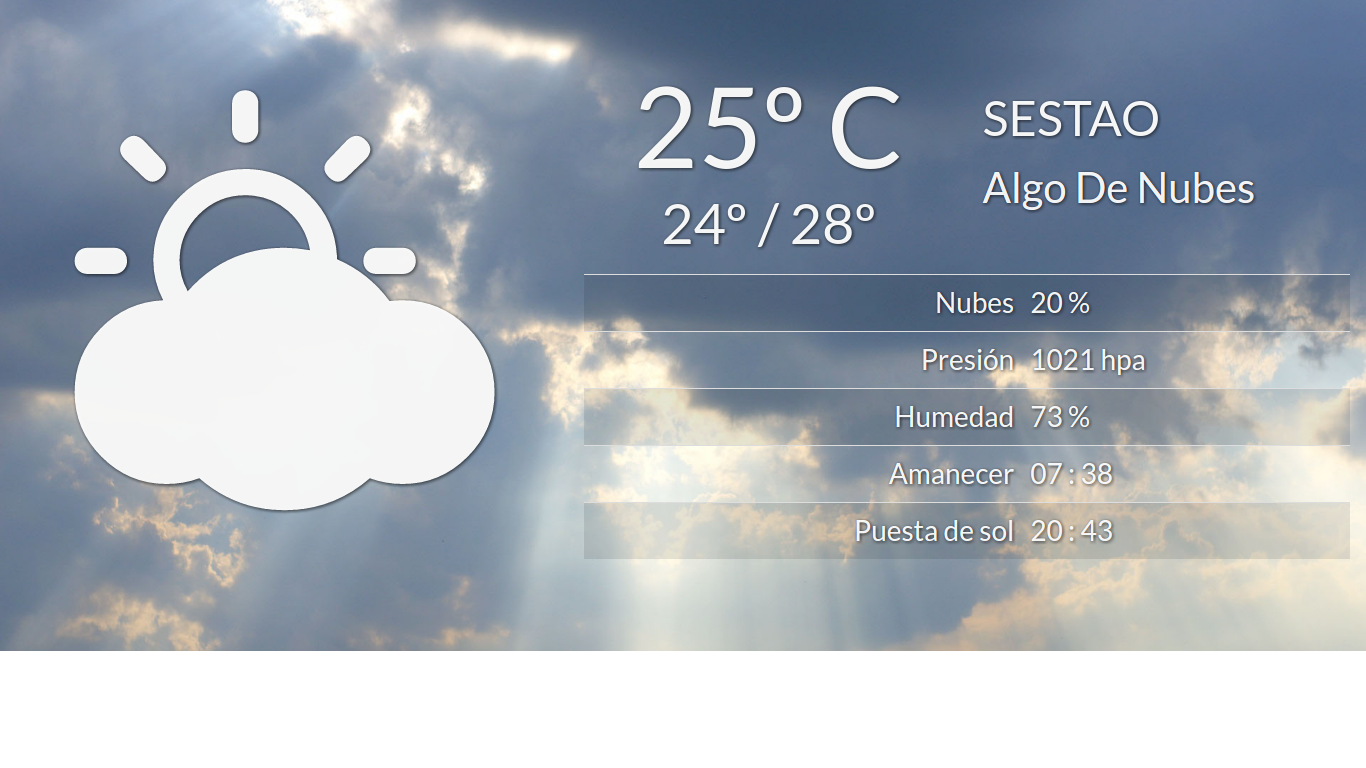 25º C
24º / 28º
SESTAO
Algo De Nubes
Nubes 20 %
Presión 1021 hpa
Humedad 73 %
Amanecer 07 : 38
Puesta de sol 20 : 43